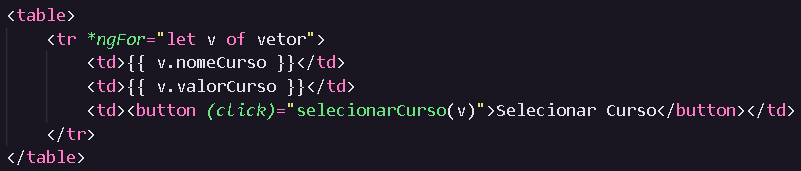 <table>
<tr *ngFor="let v of vetor">
<td>{{ v.nomeCurso }}</td>
<td>{{ v.valorCurso }}</td>
<td><button (click)="selecionarCurso(v)">Selecionar Curso</button></td>
</tr>
</table>